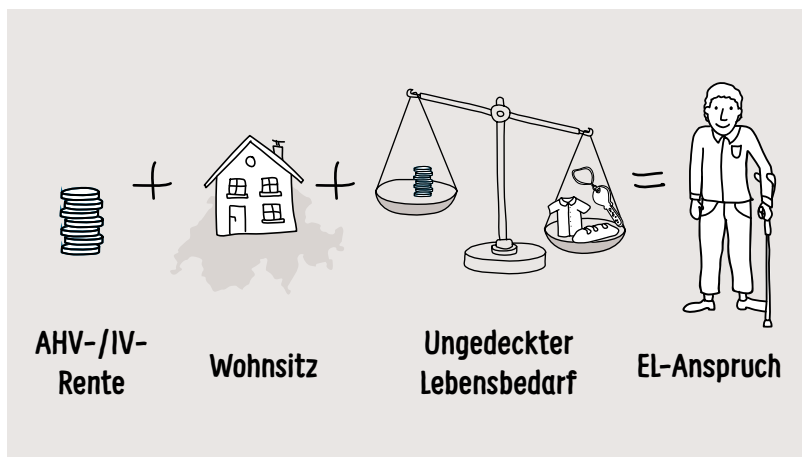 AHV-/IV-
Rente
Wohnsitz
Ungedeckter
Lebensbedarf
EL-Anspruch